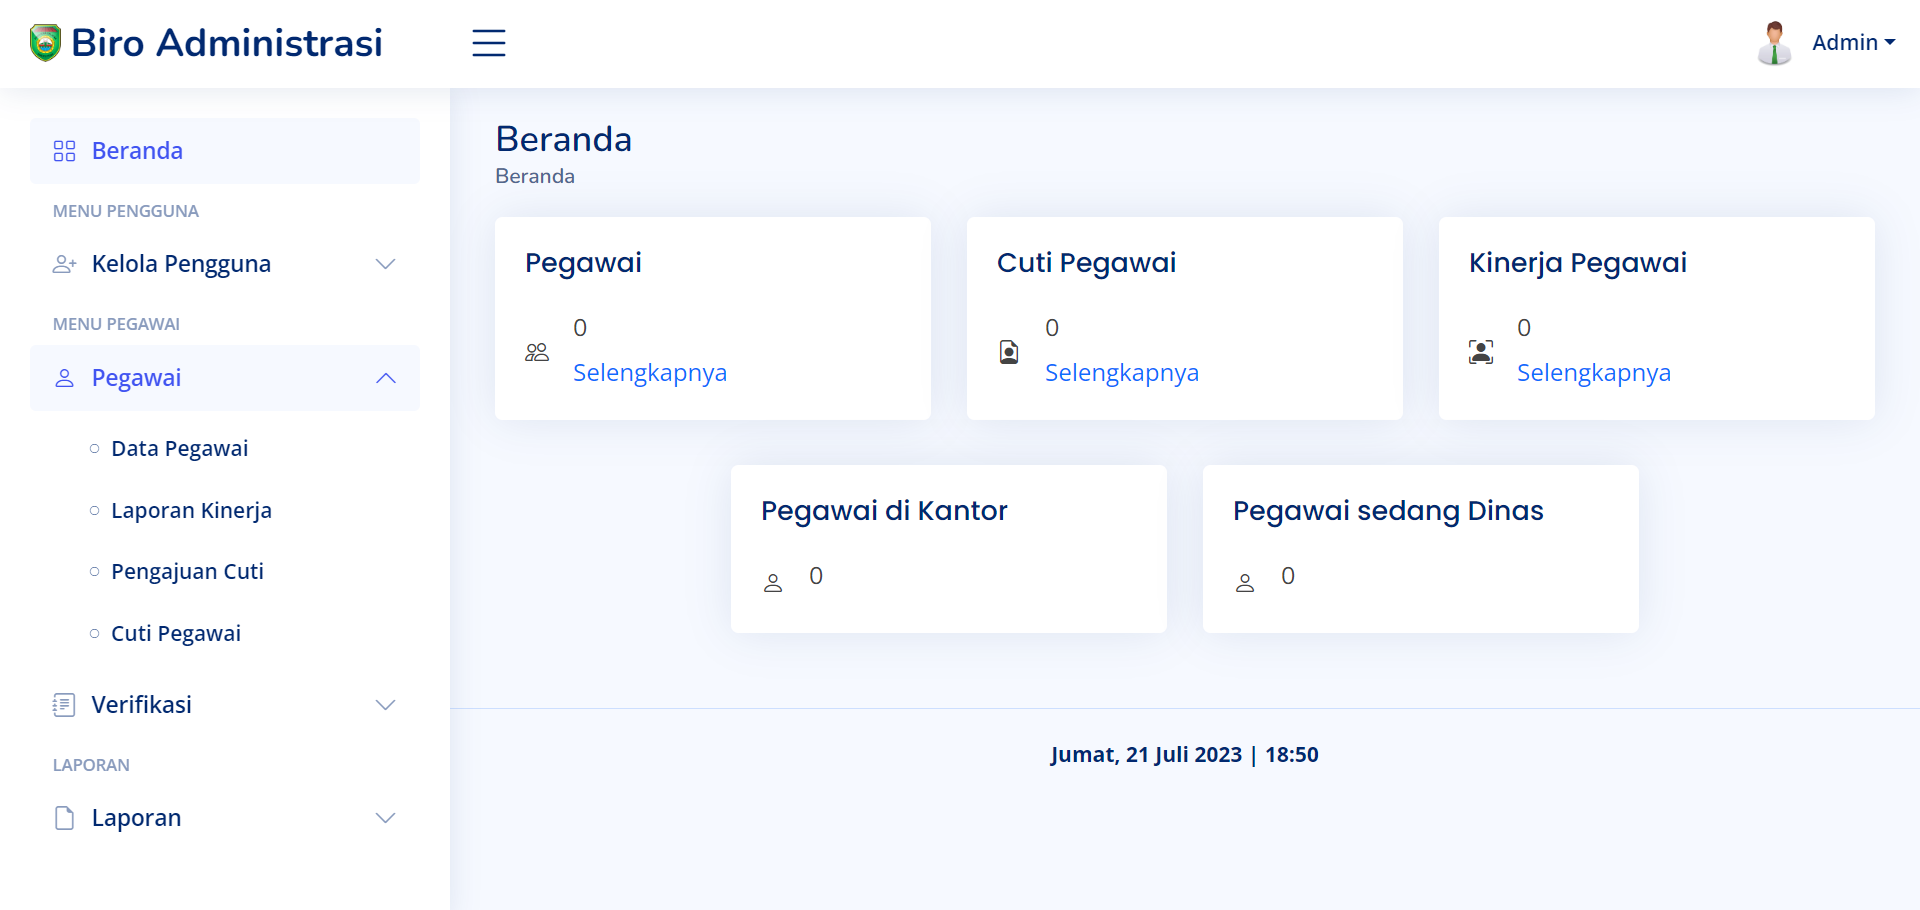 Biro Administrasi
Admin
Beranda
MENU PENGGUNA
Kelola Pengguna
MENU PEGAWAI
Pegawai
Data Pegawai
Laporan Kinerja
Pengajuan Cuti
Cuti Pegawai
Verifikasi
LAPORAN
Laporan
Beranda
Beranda
Pegawai
0
Selengkapnya
Cuti Pegawai
0
Selengkapnya
Kinerja Pegawai
0
Selengkapnya
Pegawai di Kantor
0
Pegawai sedang Dinas
0
Jumat, 21 Juli 2023 | 18:50